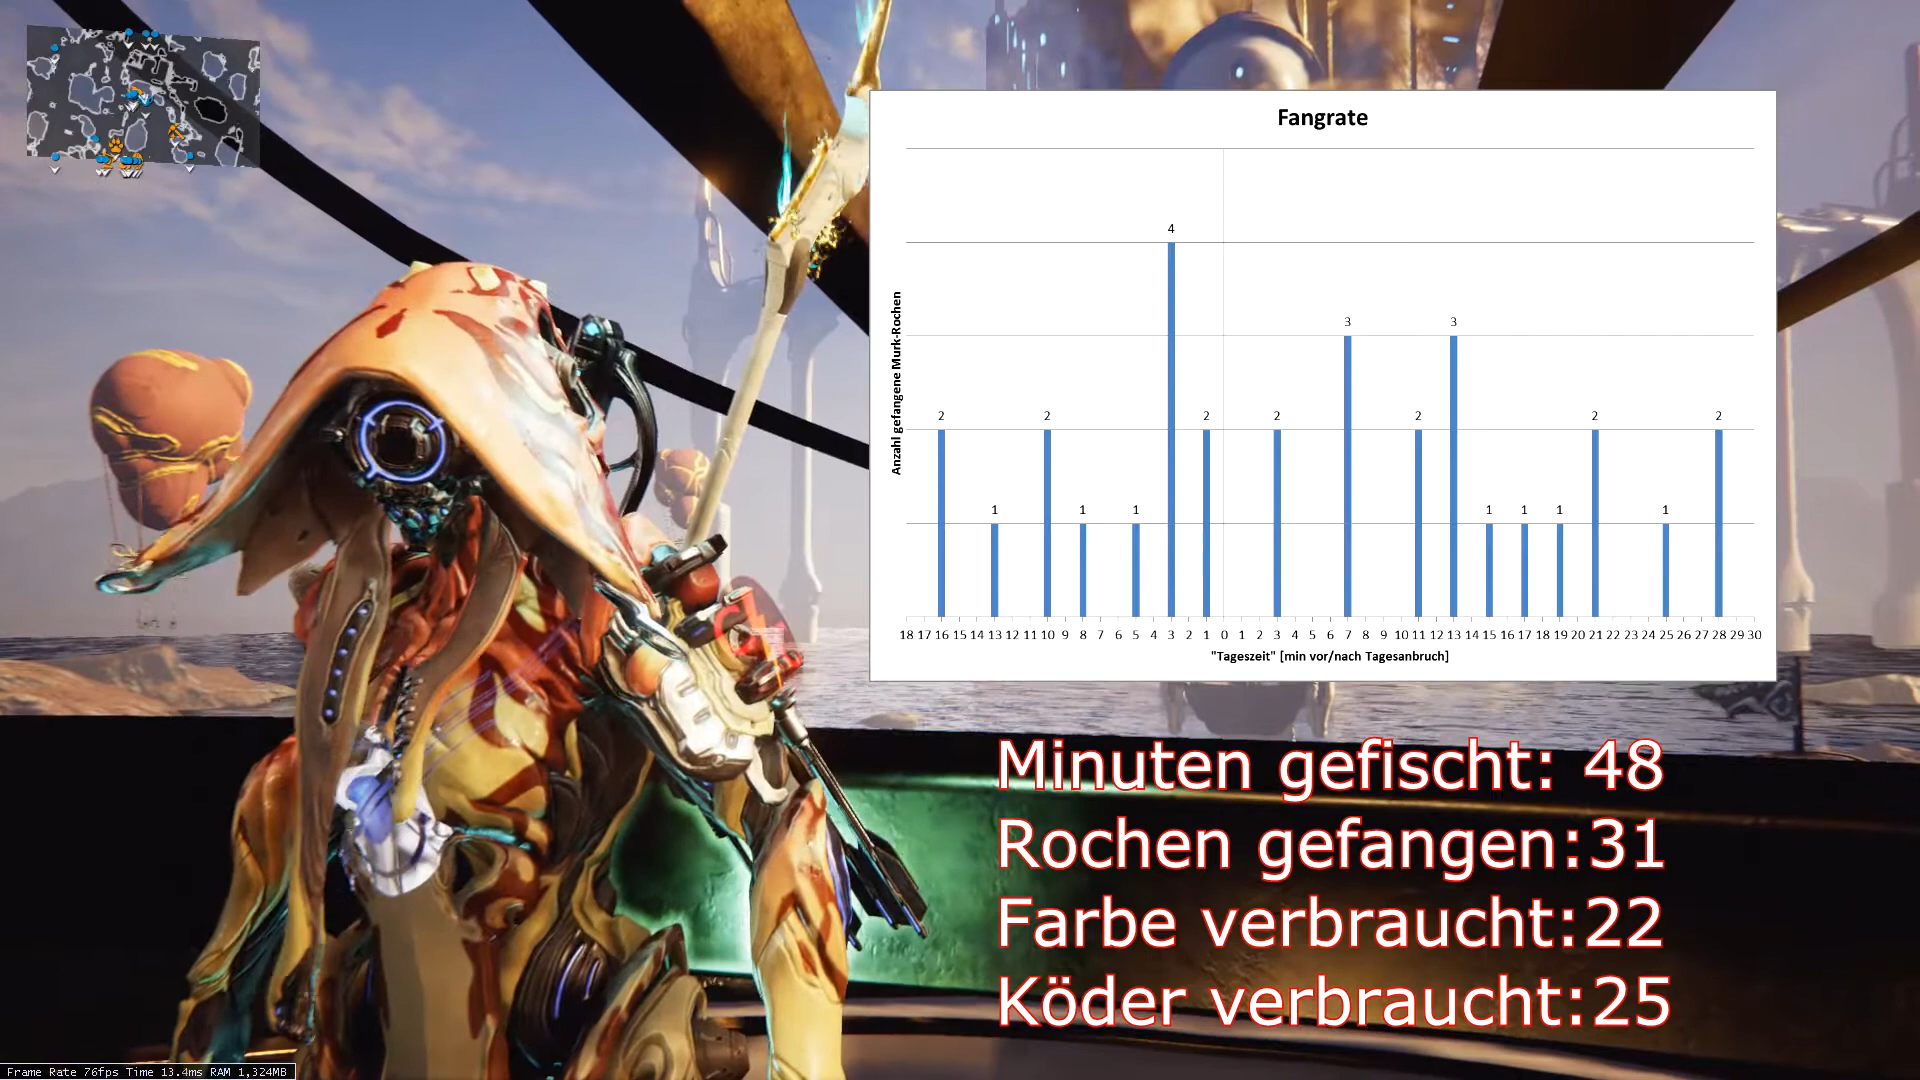 Fangrate
4
3 3
2 2 2 2 2 2 2
1 1 1 1 1 1 1
Anzahl gefangene Murk-Rochen
18 17 16 15 14 13 12 11 10 9 8 7 6 5 4 3 2 1 0 1 2 3 4 5 6 7 8 9 10 11 12 13 14 15 16 17 18 19 20 21 22 23 24 25 26 27 28 29 30
"Tageszeit" [min vor/nach Tagesanbruch]
Minuten gefischt: 48
Rochen gefangen:31
Farbe verbraucht:22
Köder verbraucht:25
Frame Rate 76fps Time 13.4ms RAM 1,324MB